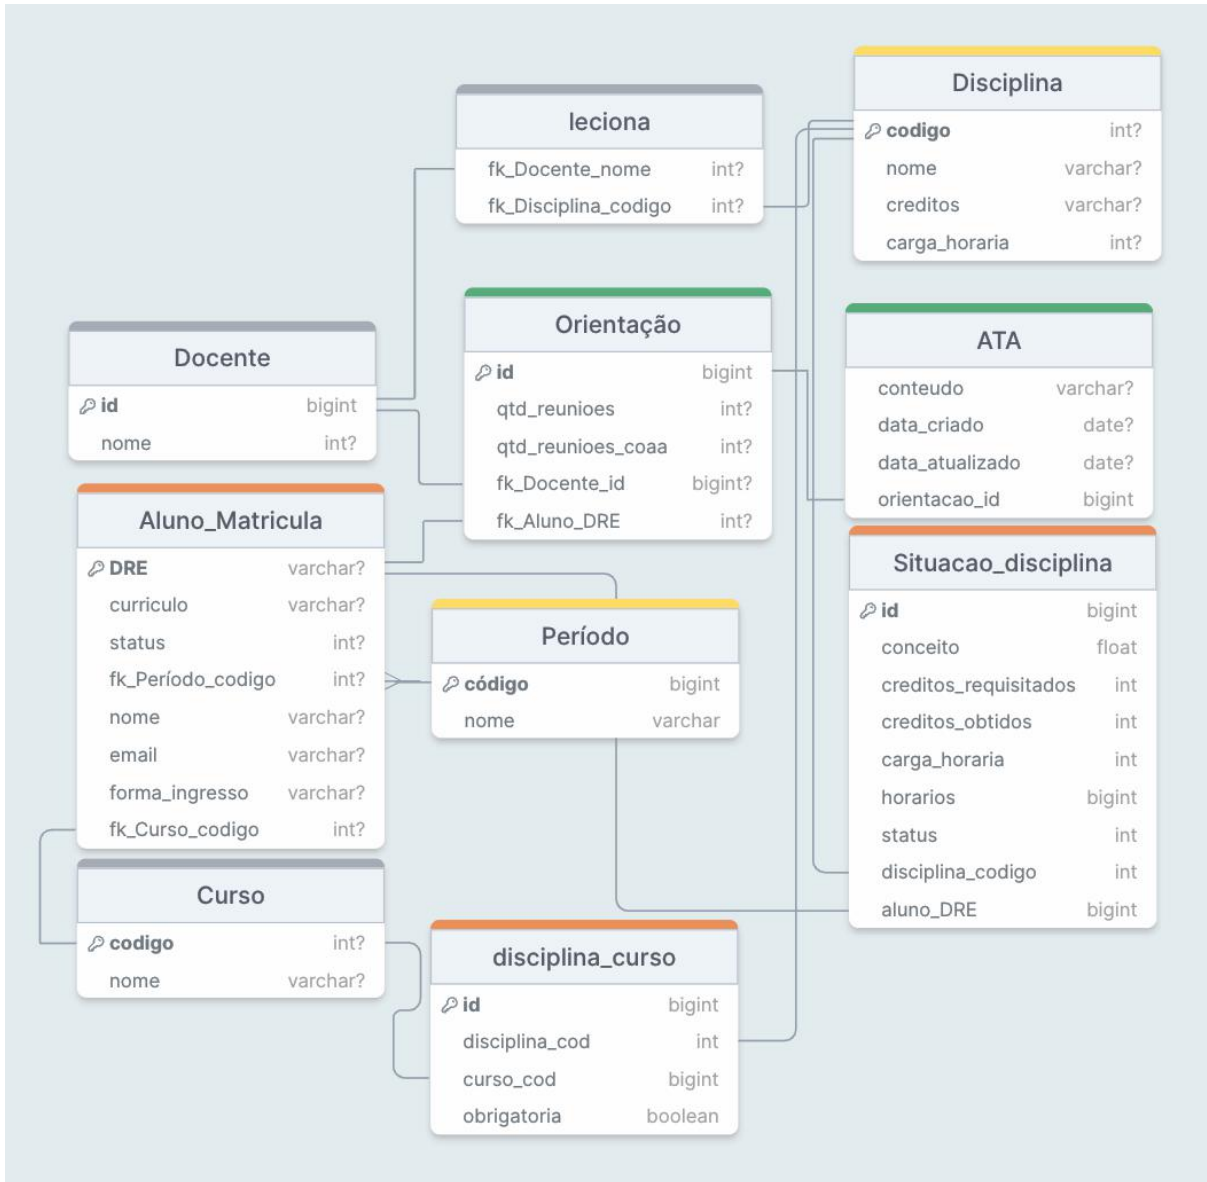 leciona
fk_Docente_nome int?
fk_Disciplina_codigo int?
Disciplina
codigo int?
nome varchar?
creditos varchar?
carga_horaria int?
Docente
id bigint
nome int?
Orientação
id bigint
qtd_reunioes int?
qtd_reunioes_coaa int?
fk_Docente_id bigint?
fk_Aluno_DRE int?
ATA
conteudo varchar?
data_criado date?
data_atualizado date?
orientacao_id bigint
Aluno_Matricula
DRE varchar?
curriculo varchar?
status int?
fk_Período_codigo int?
nome varchar?
email varchar?
forma_ingresso varchar?
fk_Curso_codigo int?
Período
código bigint
nome varchar
Situacao_disciplina
id bigint
conceito float
creditos_requisitados int
creditos_obtidos int
carga_horaria int
horarios bigint
status int
disciplina_codigo int
aluno_DRE bigint
Curso
codigo int?
nome varchar?
disciplina_curso
id bigint
disciplina_cod int
curso_cod bigint
obrigatoria boolean